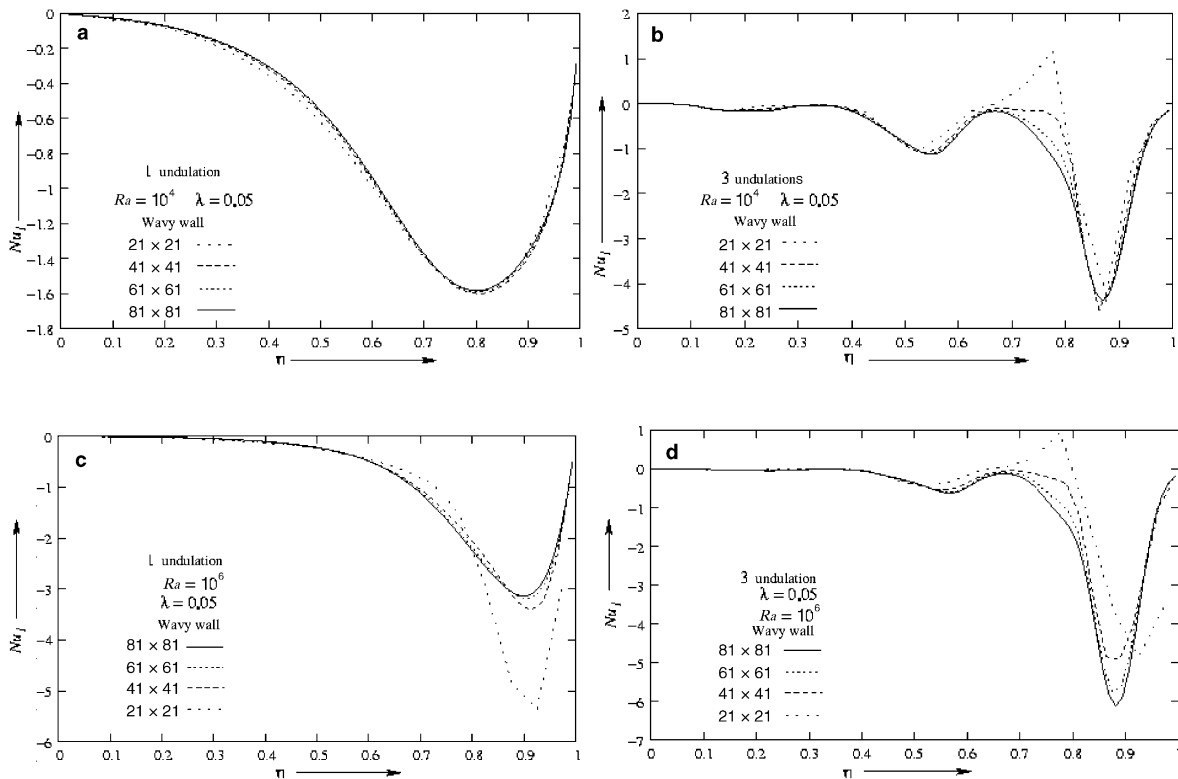 a
0
−0.2
−0.4
−0.6
−0.8
−1
−1.2
−1.4
−1.6
−1.8
Nu_l
1 undulation
Ra = 10^4 λ = 0.05
Wavy wall
21 × 21
41 × 41
61 × 61
81 × 81
0 0.1 0.2 0.3 0.4 0.5 0.6 0.7 0.8 0.9 1
η
b
2
1
0
−1
−2
−3
−4
−5
Nu_l
3 undulations
Ra = 10^4 λ = 0.05
Wavy wall
21 × 21
41 × 41
61 × 61
81 × 81
0 0.1 0.2 0.3 0.4 0.5 0.6 0.7 0.8 0.9 1
η
c
0
−1
−2
−3
−4
−5
−6
Nu_l
1 undulation
Ra = 10^6
λ = 0.05
Wavy wall
81 × 81
61 × 61
41 × 41
21 × 21
0 0.1 0.2 0.3 0.4 0.5 0.6 0.7 0.8 0.9 1
η
d
1
0
−1
−2
−3
−4
−5
−6
−7
Nu_l
3 undulation
λ = 0.05
Ra = 10^6
Wavy wall
81 × 81
61 × 61
41 × 41
21 × 21
0 0.1 0.2 0.3 0.4 0.5 0.6 0.7 0.8 0.9 1
η